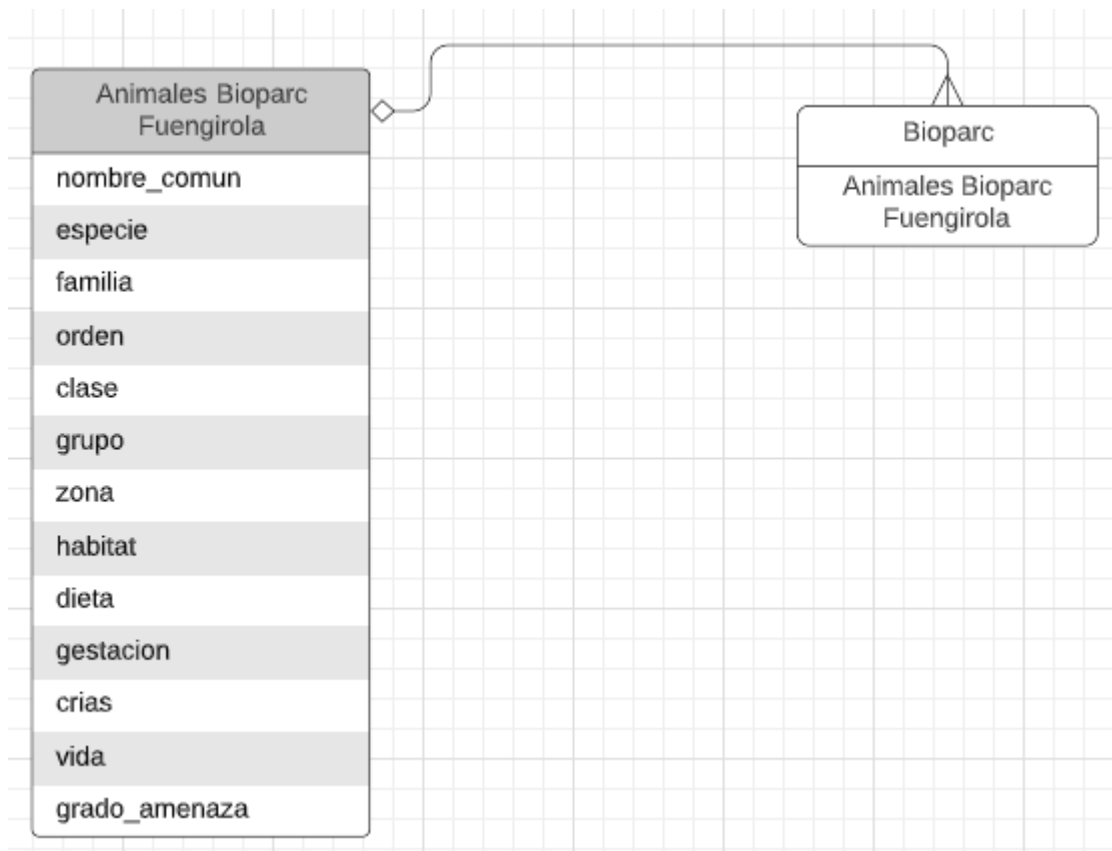 Animales Bioparc
Fuengirola
nombre_comun
especie
familia
orden
clase
grupo
zona
habitat
dieta
gestacion
crias
vida
grado_amenaza
Bioparc
Animales Bioparc
Fuengirola